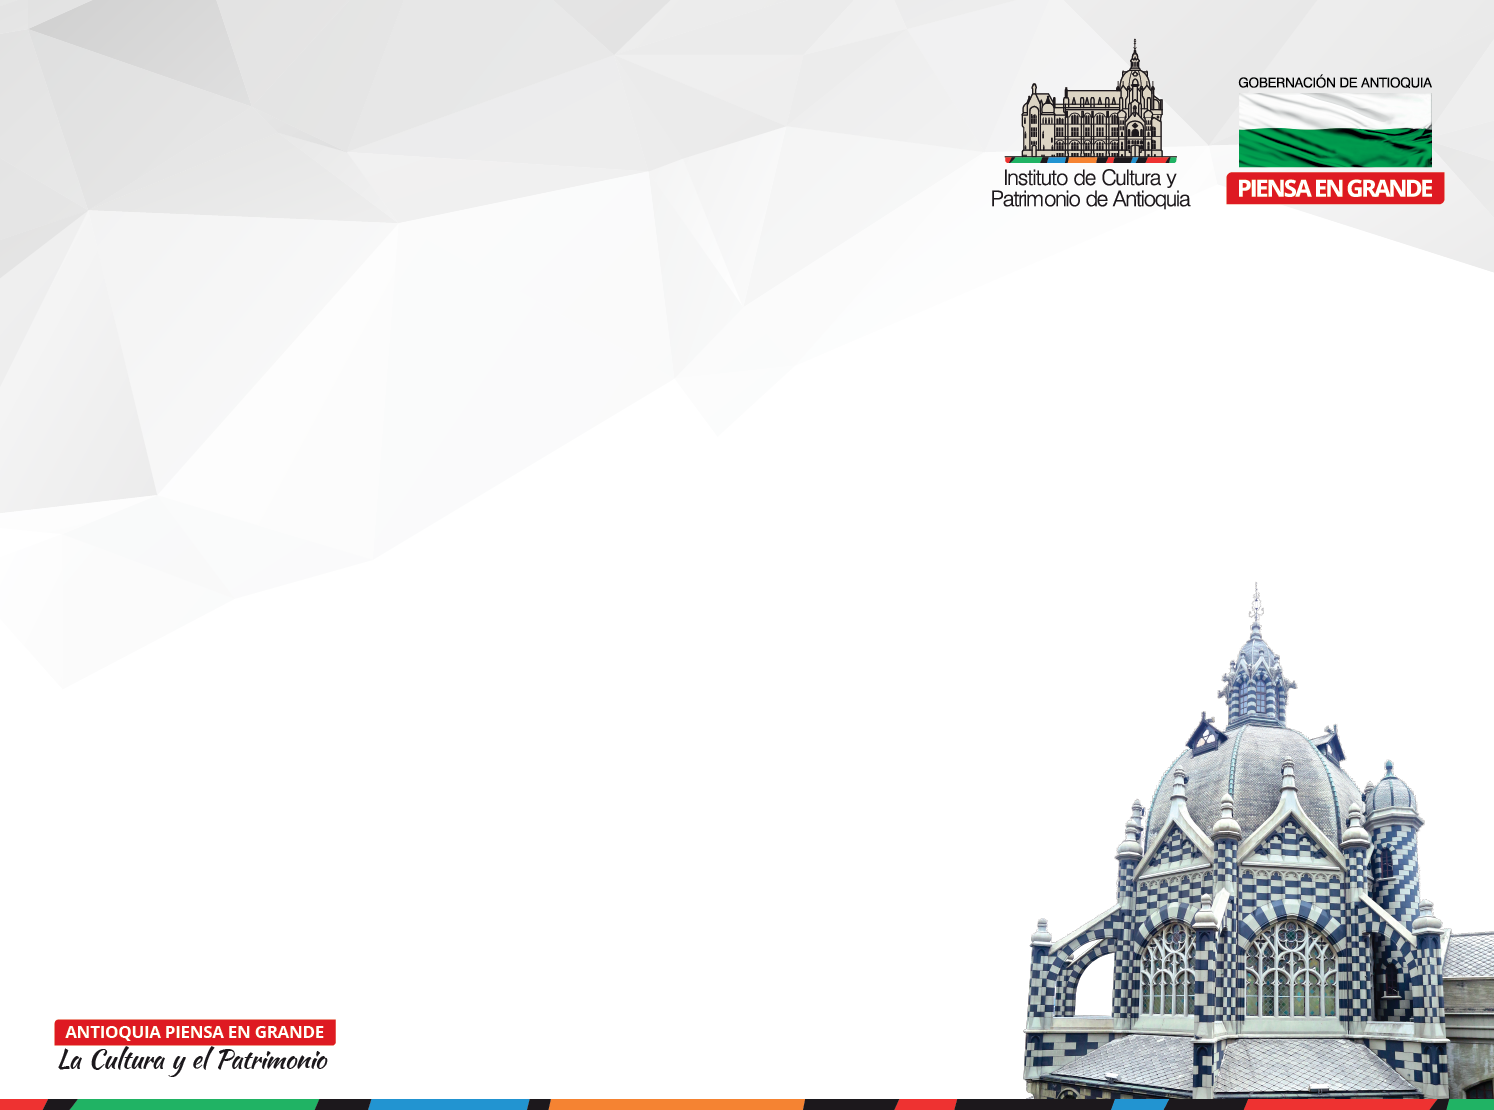 Instituto de Cultura y
Patrimonio de Antioquia
GOBERNACIÓN DE ANTIOQUIA
PIENSA EN GRANDE
ANTIOQUIA PIENSA EN GRANDE
La Cultura y el Patrimonio